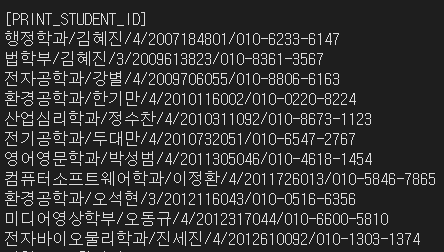 [PRINT_STUDENT_ID]
행정학과/김혜진/4/2007184801/010-6233-6147
법학부/김혜진/3/2009613823/010-8361-3567
전자공학과/강별/4/2009706055/010-8806-6163
환경공학과/한기만/4/2010116002/010-0220-8224
산업심리학과/정수찬/4/2010311092/010-8673-1123
전기공학과/두대만/4/2010732051/010-6547-2767
영어영문학과/박성범/4/2011305046/010-4618-1454
컴퓨터소프트웨어학과/이정환/4/2011726013/010-5846-7865
환경공학과/오석현/3/2012116043/010-0516-6356
미디어영상학부/오동규/4/2012317044/010-6600-5810
전자바이오물리학과/진세진/4/2012610092/010-1303-1374